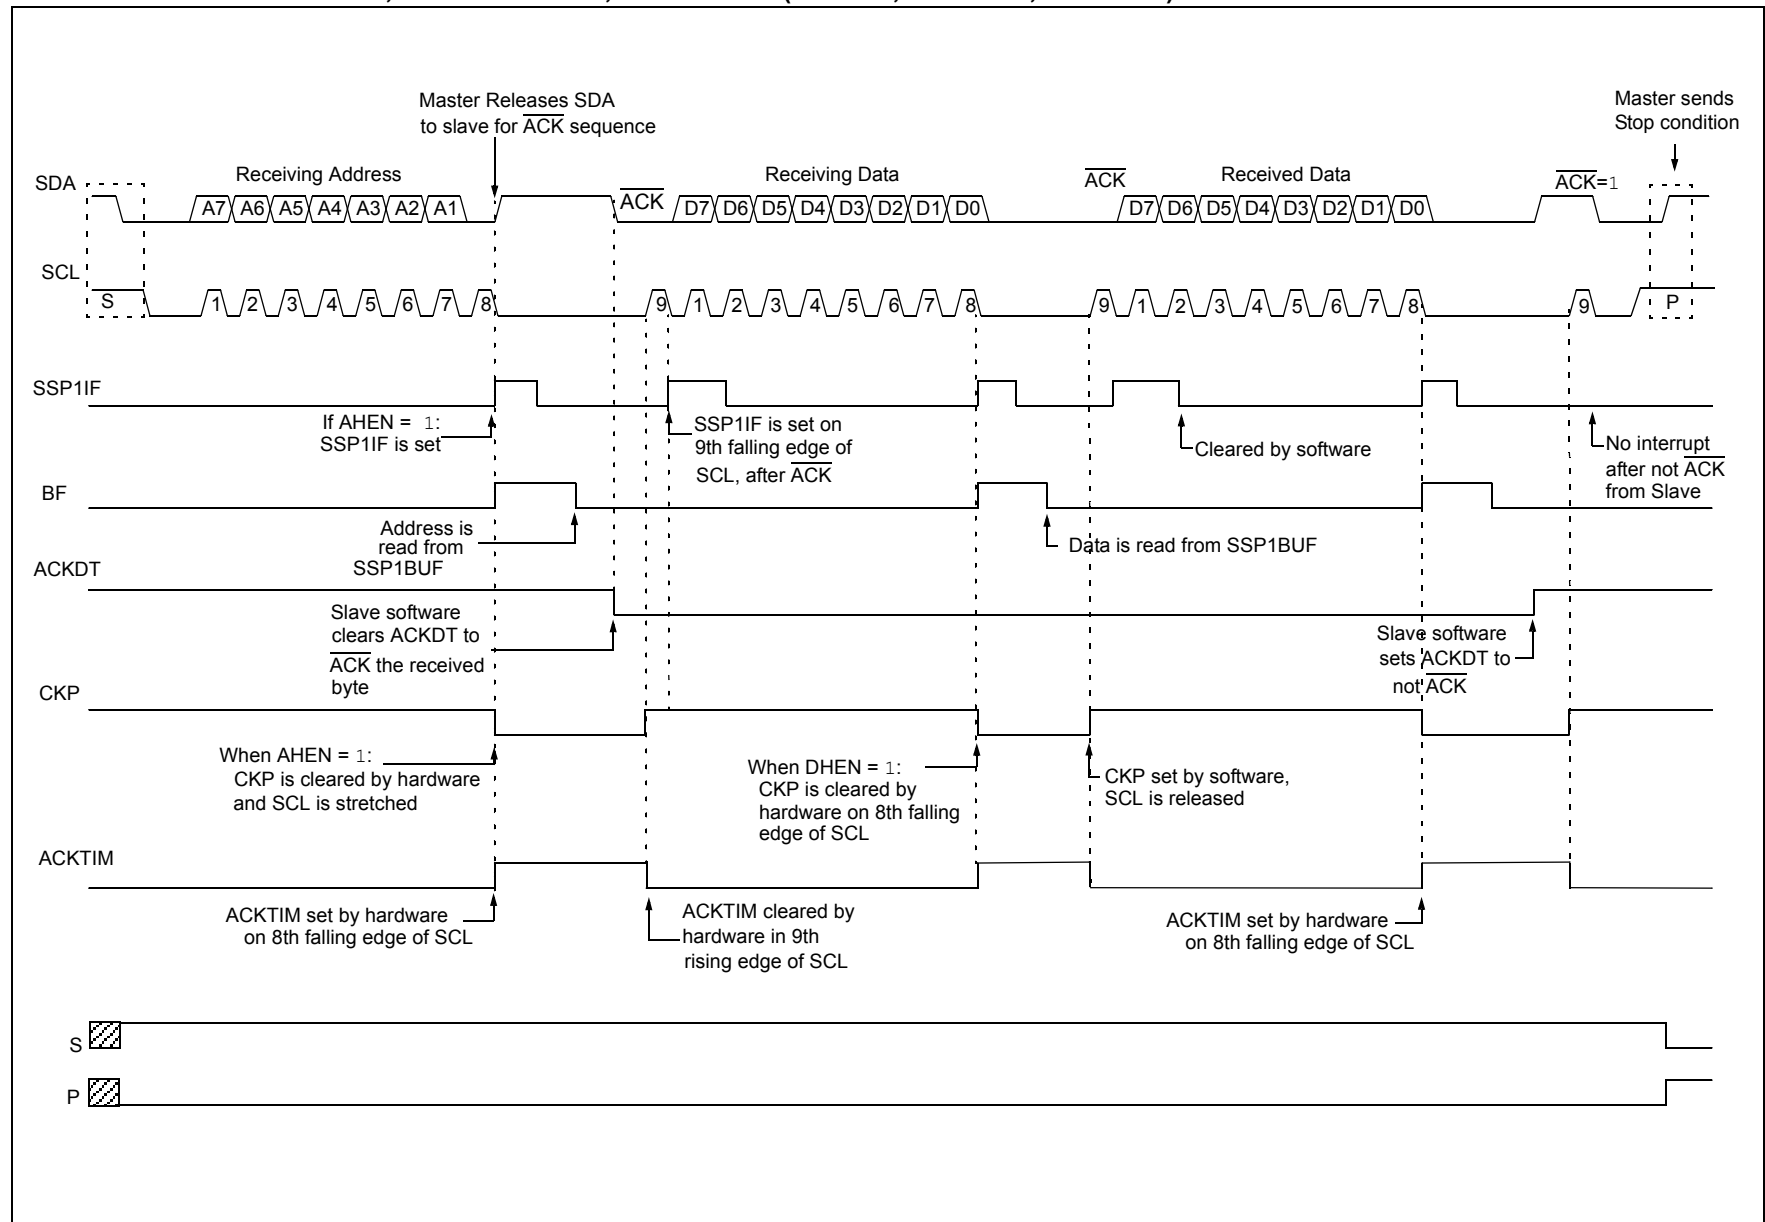 Master Releases SDA
to slave for ACK sequence
Master sends
Stop condition
SDA
Receiving Address
ACK
Receiving Data
ACK
Received Data
ACK=1
A7 A6 A5 A4 A3 A2 A1
D7 D6 D5 D4 D3 D2 D1 D0
D7 D6 D5 D4 D3 D2 D1 D0
SCL
S
1 2 3 4 5 6 7 8
9 1 2 3 4 5 6 7 8
9 1 2 3 4 5 6 7 8
9
P
SSP1IF
If AHEN = 1:
SSP1IF is set
SSP1IF is set on
9th falling edge of
SCL, after ACK
Cleared by software
No interrupt
after not ACK
from Slave
BF
Address is
read from
SSP1BUF
Data is read from SSP1BUF
ACKDT
Slave software
clears ACKDT to
ACK the received
byte
Slave software
sets ACKDT to
not ACK
CKP
When AHEN = 1:
CKP is cleared by hardware
and SCL is stretched
When DHEN = 1:
CKP is cleared by
hardware on 8th falling
edge of SCL
CKP set by software,
SCL is released
ACKTIM
ACKTIM set by hardware
on 8th falling edge of SCL
ACKTIM cleared by
hardware in 9th
rising edge of SCL
ACKTIM set by hardware
on 8th falling edge of SCL
S
P